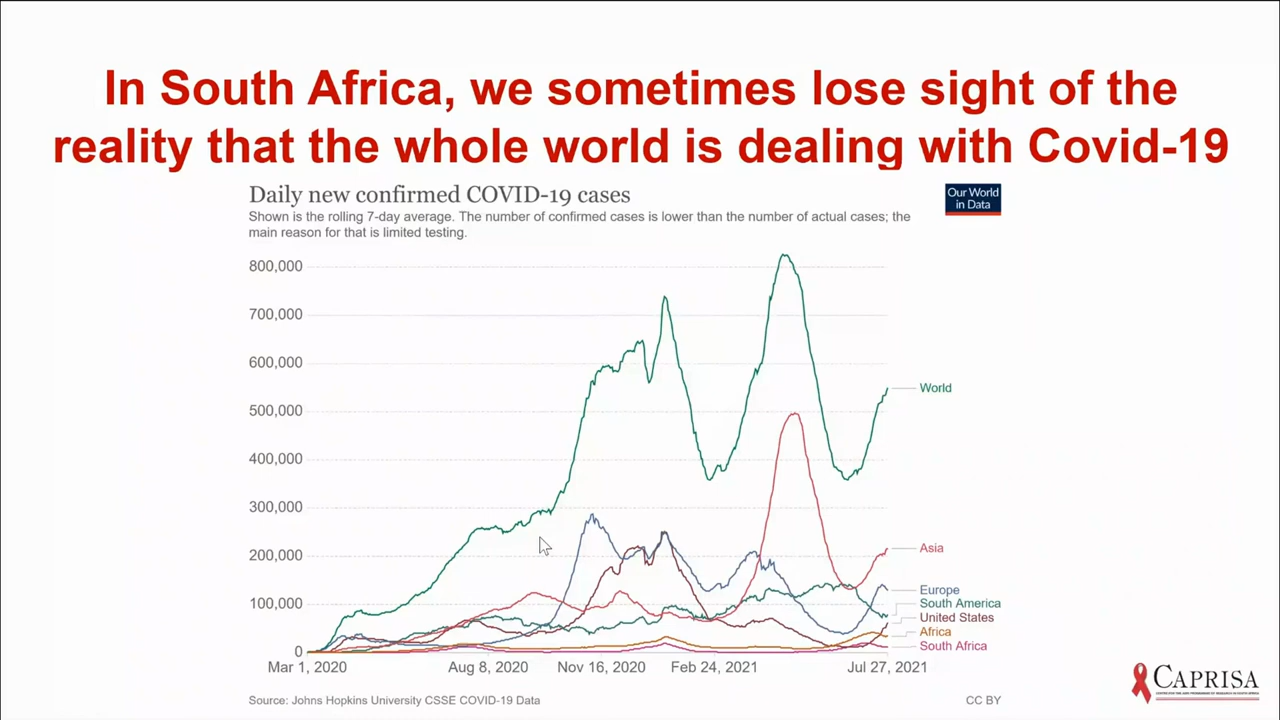 In South Africa, we sometimes lose sight of the
reality that the whole world is dealing with Covid-19
Daily new confirmed COVID-19 cases
Our World
in Data
Shown is the rolling 7-day average. The number of confirmed cases is lower than the number of actual cases; the
main reason for that is limited testing.
800,000
700,000
600,000
500,000
400,000
300,000
200,000
100,000
0
World
Asia
Europe
South America
United States
Africa
South Africa
Mar 1, 2020
Aug 8, 2020
Nov 16, 2020
Feb 24, 2021
Jul 27, 2021
Source: Johns Hopkins University CSSE COVID-19 Data
CC BY
CAPRISA